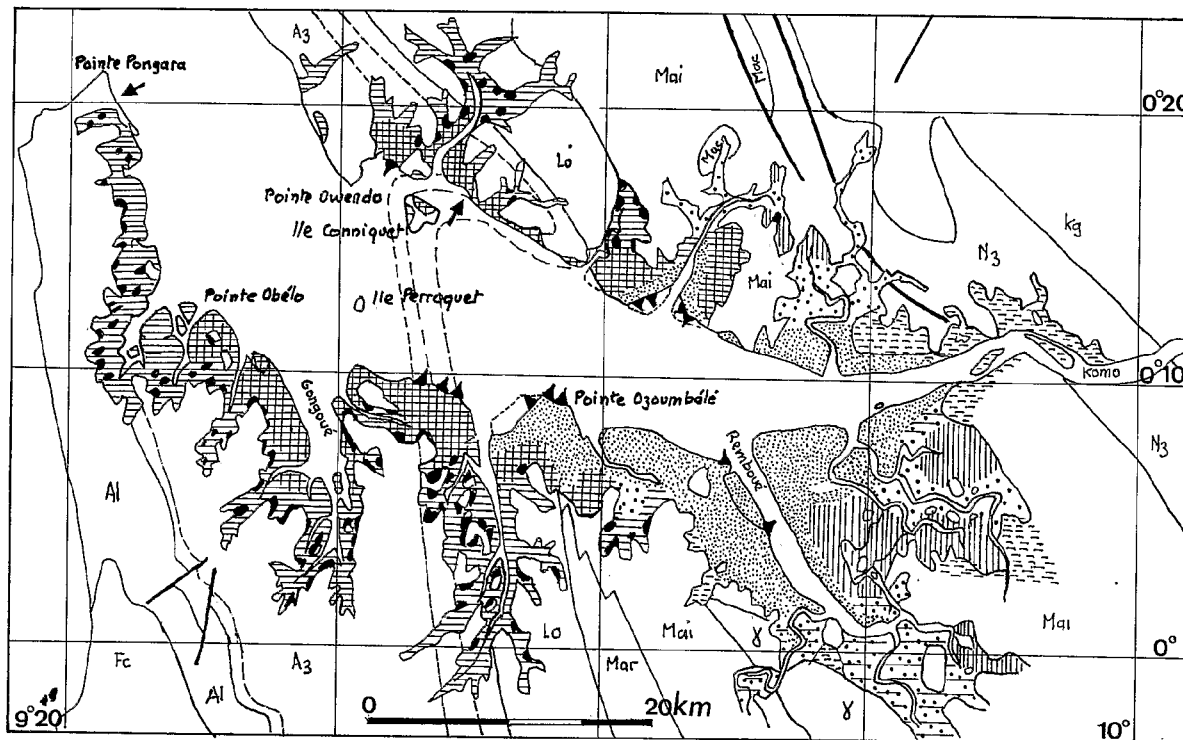 A3
Pointe Pongara
Mai
Mac
0°20
Lo
Mac
Pointe Owendo
Ile Conniquet
kg
N3
Mai
Pointe Obélo
Ile Perroquet
Komo
0°10
Gongoué
Pointe Ozoumbélé
Remboué
N3
Al
Fc
Al
A3
Lo
Mar
Mai
γ
Mai
0°
9°20
0
20km
γ
10°